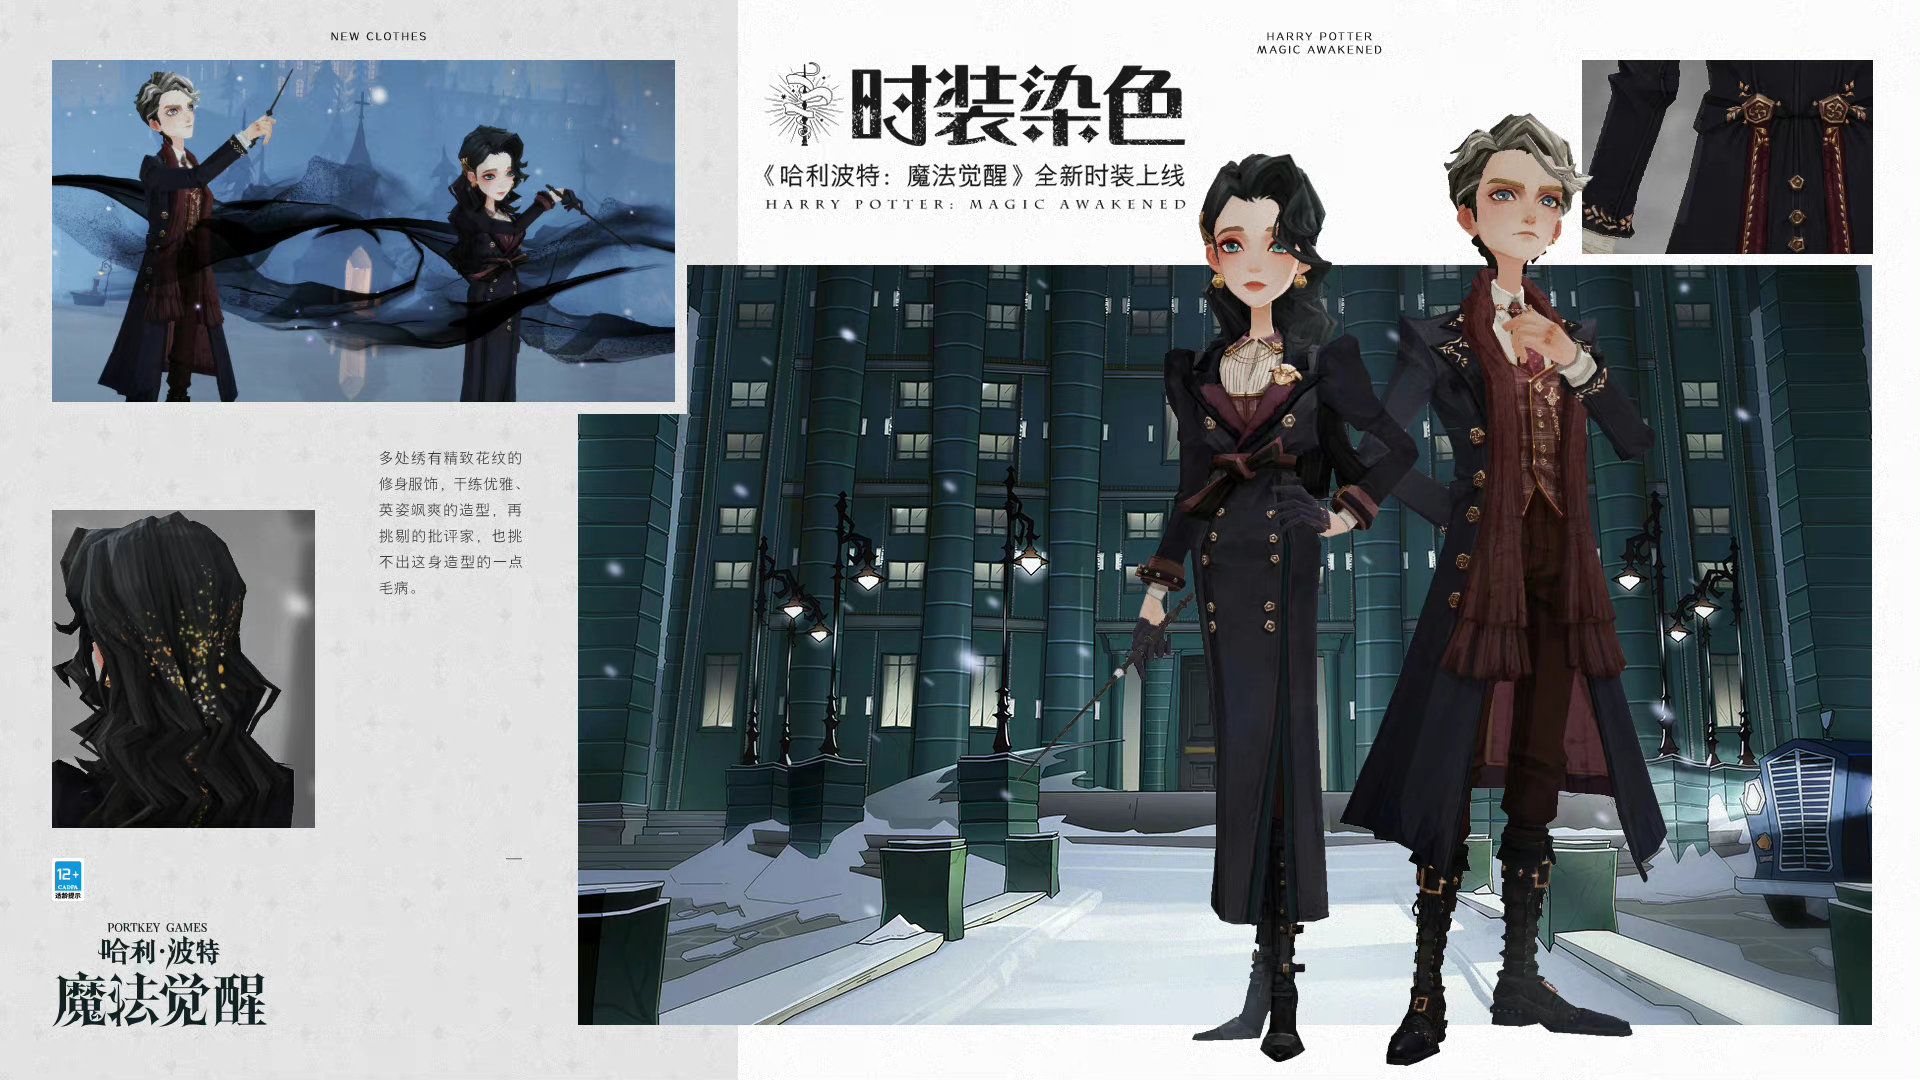 NEW CLOTHES
HARRY POTTER
MAGIC AWAKENED
时装染色
《哈利波特：魔法觉醒》全新时装上线
HARRY POTTER: MAGIC AWAKENED
多处绣有精致花纹的
修身服饰，干练优雅、
英姿飒爽的造型，再
挑剔的批评家，也挑
不出这身造型的一点
毛病。
12+
CADPA
适龄提示
PORTKEY GAMES
哈利·波特
魔法觉醒